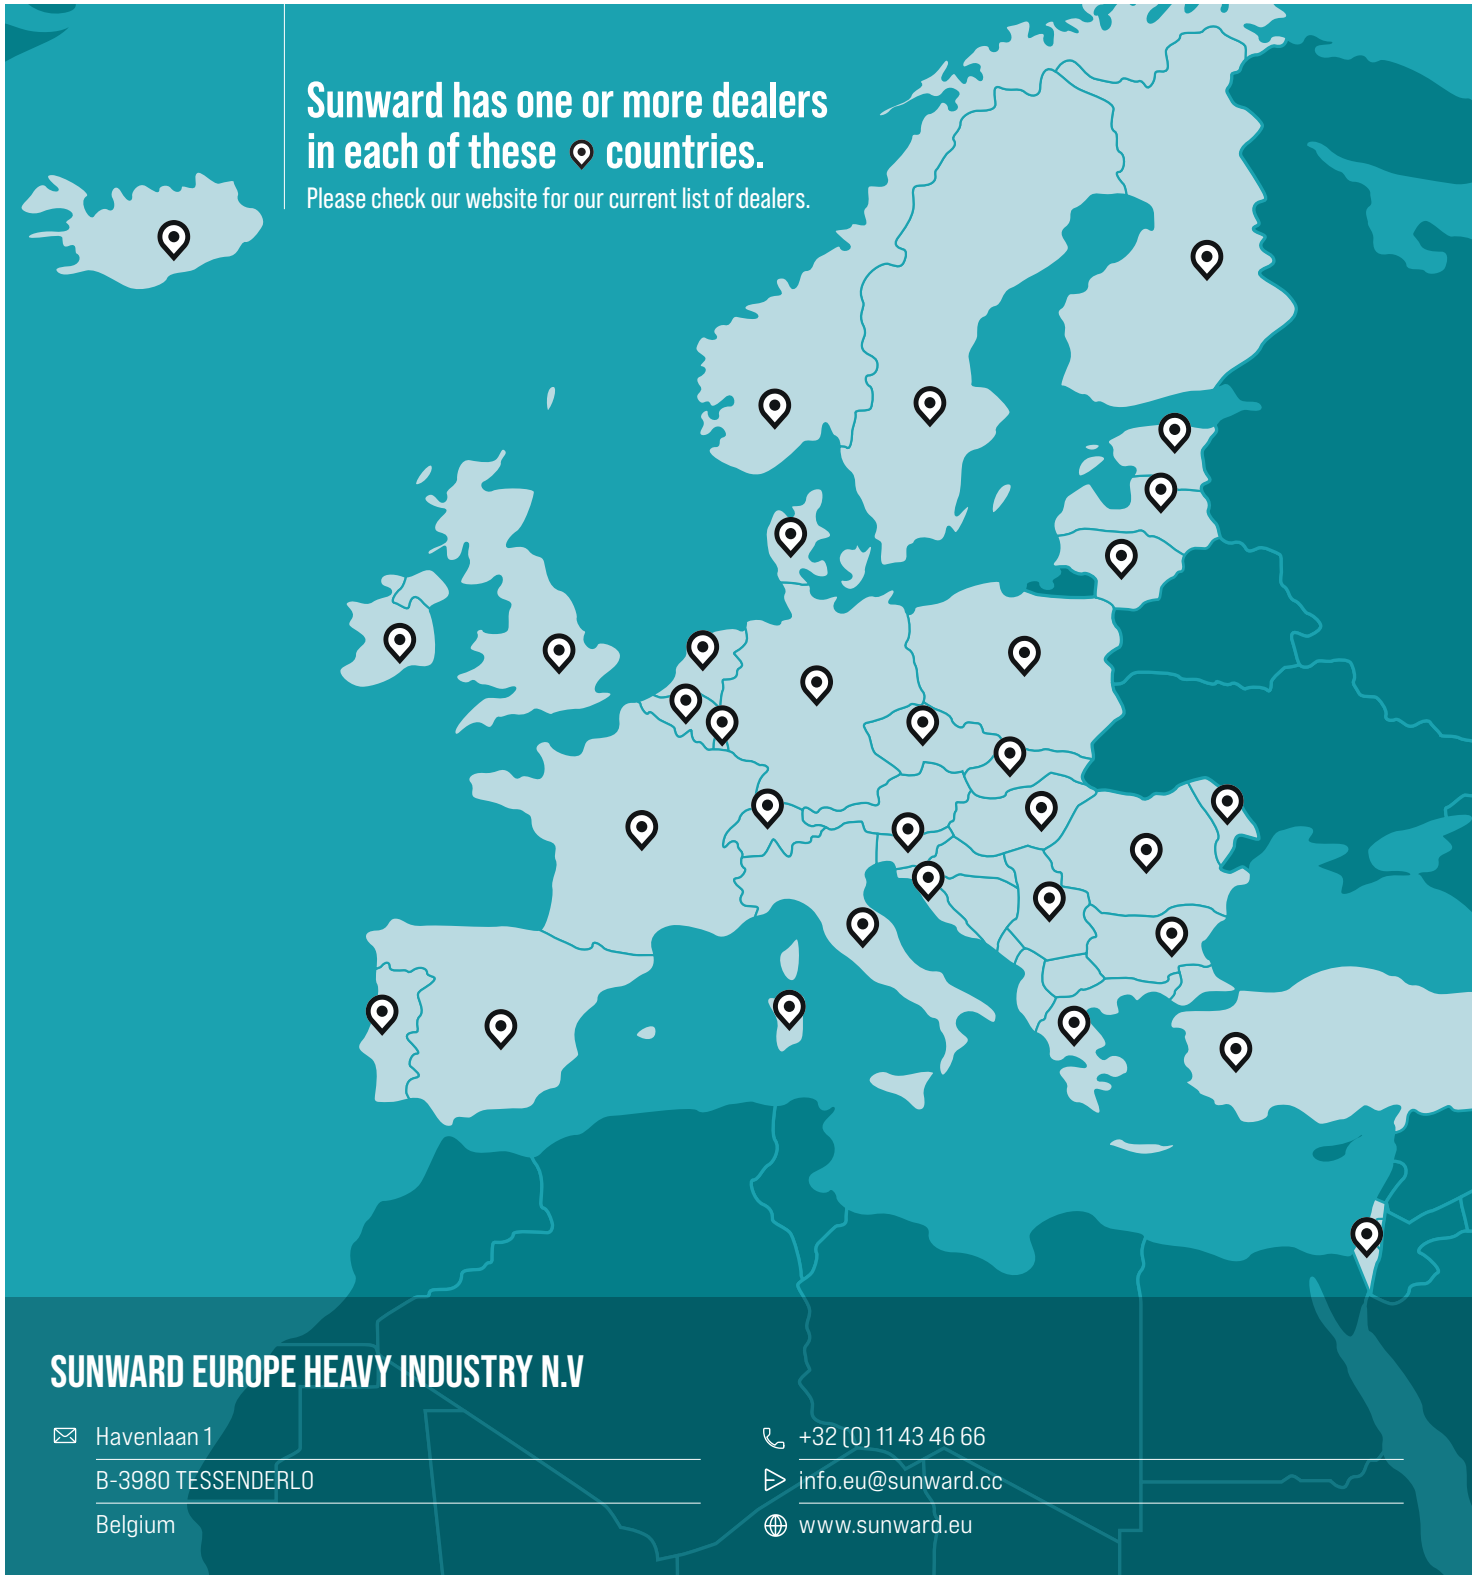 Sunward has one or more dealers
in each of these countries.
Please check our website for our current list of dealers.
SUNWARD EUROPE HEAVY INDUSTRY N.V
Havenlaan 1
B-3980 TESSENDERLO
Belgium
+32 (0) 11 43 46 66
info.eu@sunward.cc
www.sunward.eu